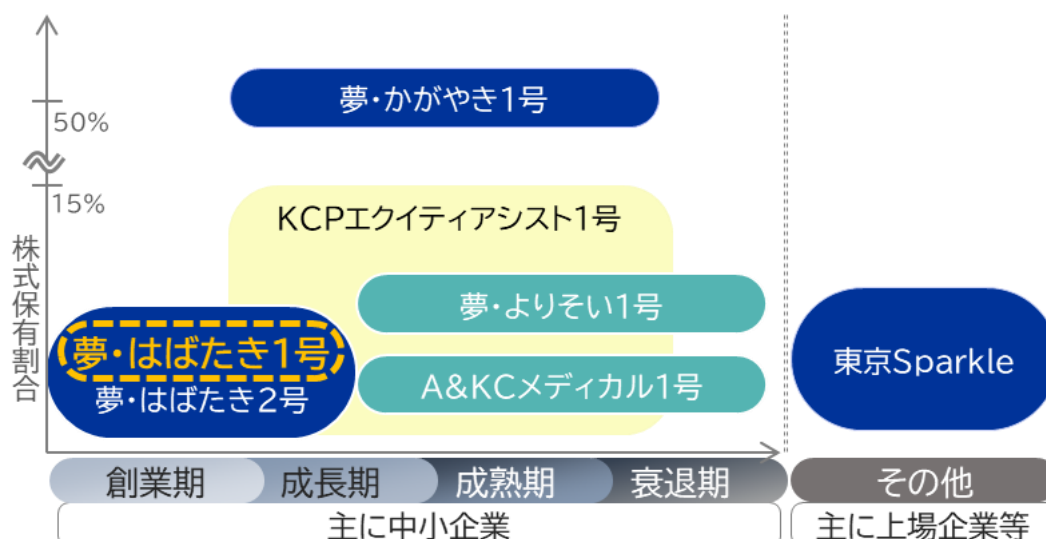 夢・かがやき1号
50%
15%
KCPエクイティアシスト1号
株式保有割合
夢・よりそい1号
夢・はばたき1号
夢・はばたき2号
A&KCメディカル1号
東京Sparkle
創業期
成長期
成熟期
衰退期
その他
主に中小企業
主に上場企業等